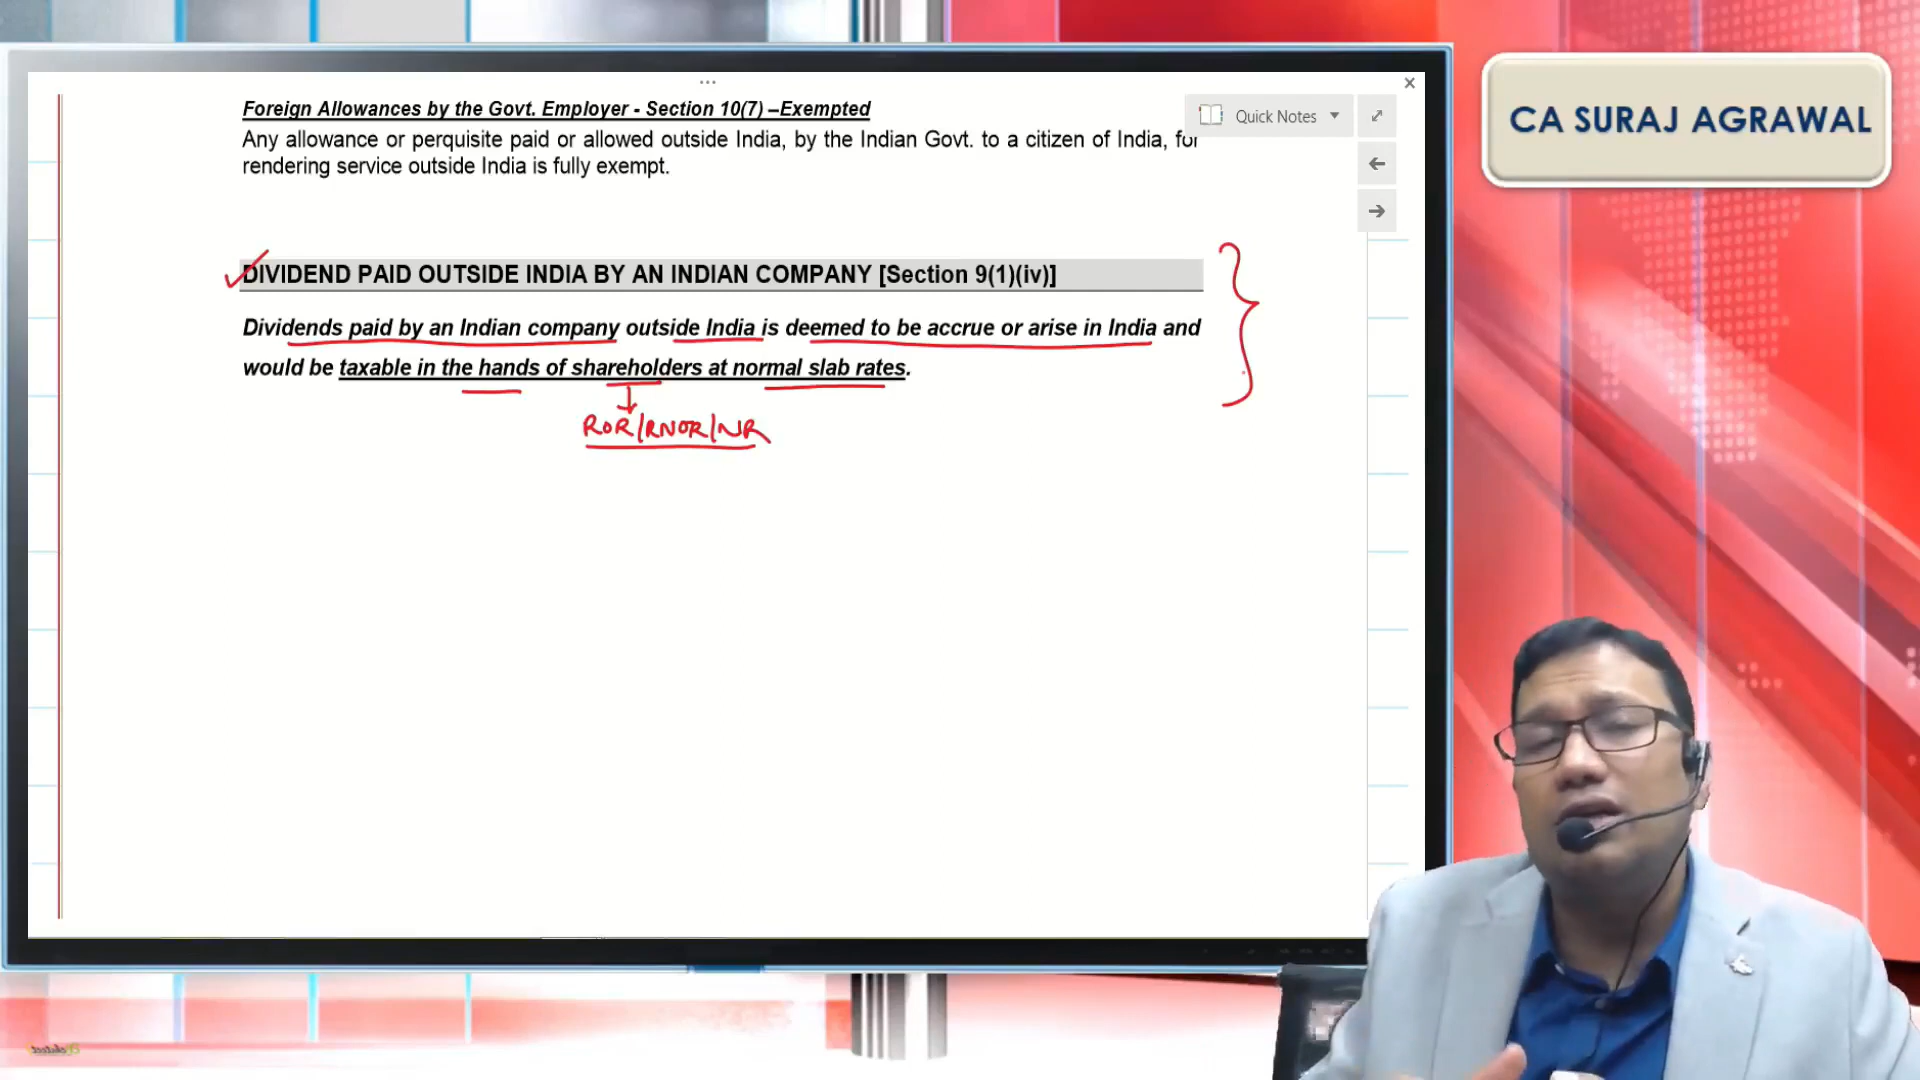 CA SURAJ AGRAWAL
Quick Notes
Foreign Allowances by the Govt. Employer - Section 10(7) –Exempted
Any allowance or perquisite paid or allowed outside India, by the Indian Govt. to a citizen of India, for
rendering service outside India is fully exempt.
DIVIDEND PAID OUTSIDE INDIA BY AN INDIAN COMPANY [Section 9(1)(iv)]
Dividends paid by an Indian company outside India is deemed to be accrue or arise in India and
would be taxable in the hands of shareholders at normal slab rates.
ROR/RNOR/NR